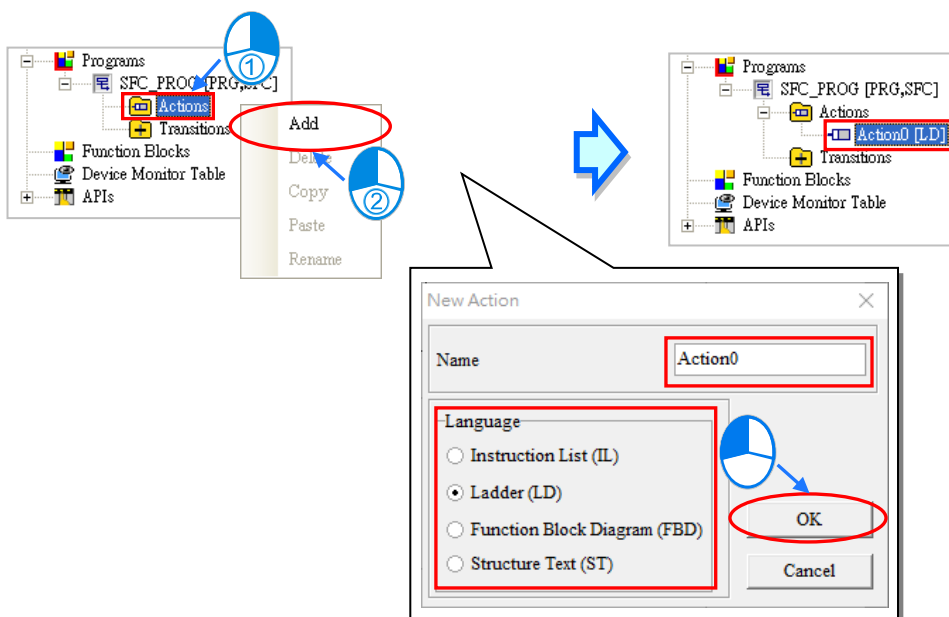 Programs
SFC_PROG [PRG,SFC]
Actions
Transitions
Function Blocks
Device Monitor Table
APIs
①
Add
Delete
Copy
Paste
Rename
②
Programs
SFC_PROG [PRG,SFC]
Actions
Action0 [LD]
Transitions
Function Blocks
Device Monitor Table
APIs
New Action
Name
Action0
Language
Instruction List (IL)
Ladder (LD)
Function Block Diagram (FBD)
Structure Text (ST)
OK
Cancel